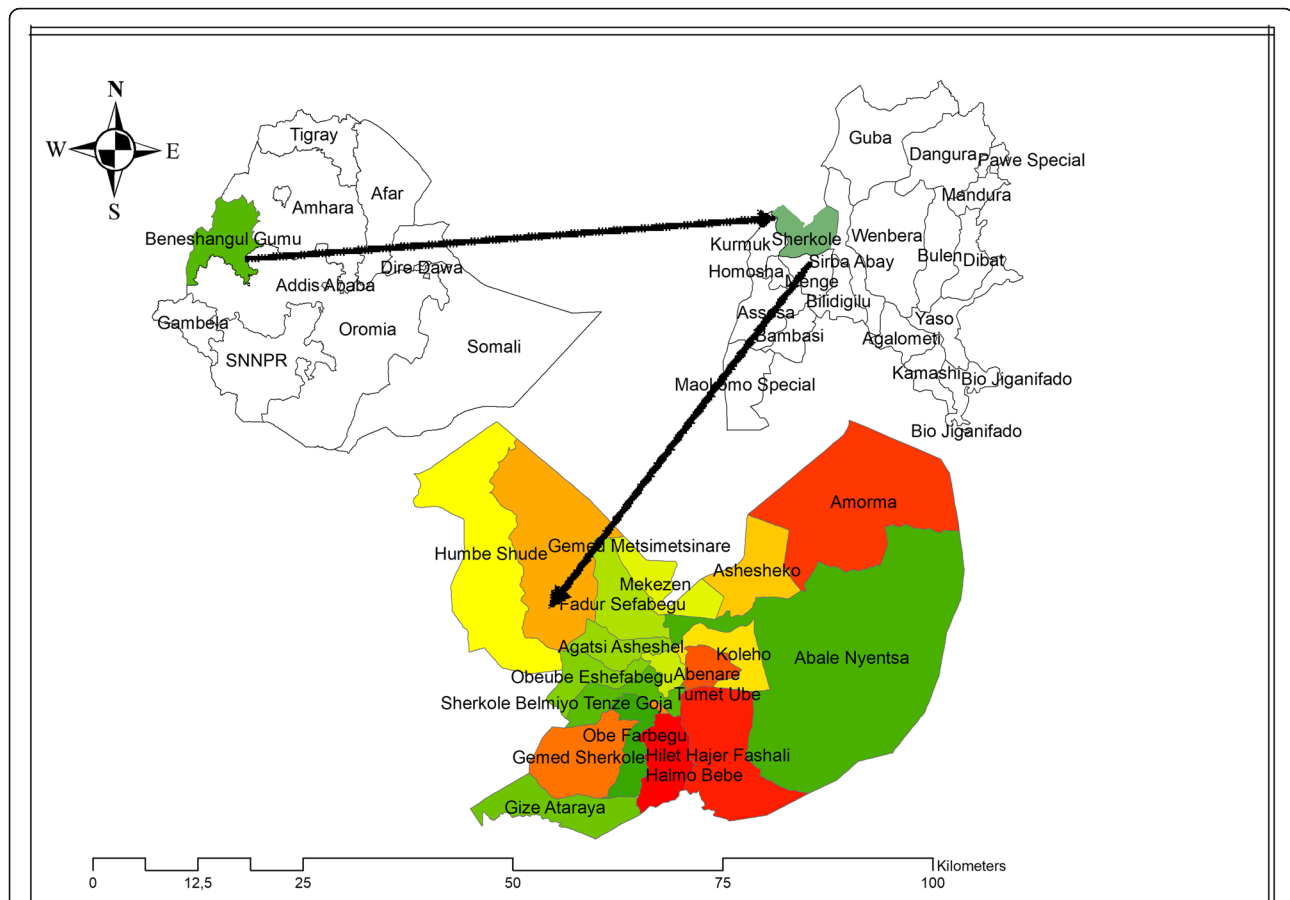 N
W
E
S
Tigray
Afar
Amhara
Beneshangul Gumu
Dire Dawa
Addis Ababa
Gambela
Oromia
Somali
SNNPR
Guba
Dangura
Pawe Special
Mandura
Kurmuk
Sherkole
Wenbera
Homosha
Sirba Abay
Bulen
Dibat
Menge
Bilidigilu
Assosa
Yaso
Bambasi
Agalometi
Kamashi
Bio Jiganifado
Maokomo Special
Bio Jiganifado
Amorma
Humbe Shude
Gemed Metsimetsinare
Ashesheko
Mekezen
Fadur Sefabegu
Agatsi Asheshel
Koleho
Abale Nyentsa
Obeube Eshefabegu
Abenare
Tumet Ube
Sherkole Belmiyo Tenze Goja
Obe Farbegu
Gemed Sherkole
Hilet Hajer Fashali
Halmo Bebe
Gize Ataraya
Kilometers
0 12,5 25 50 75 100